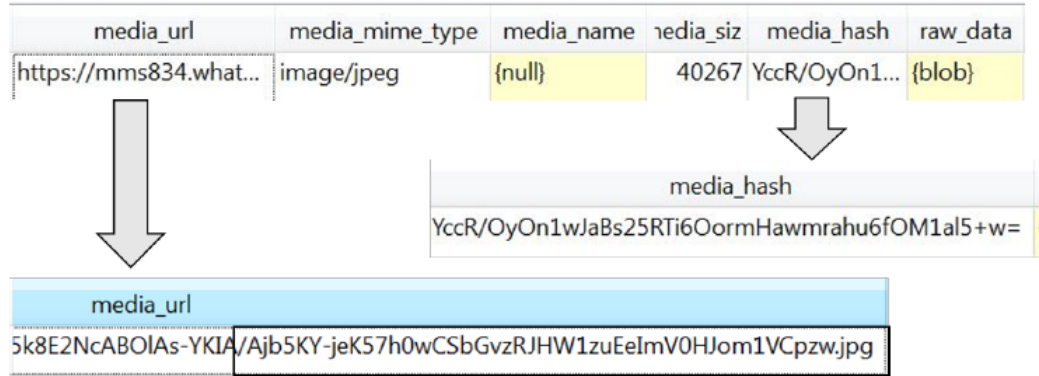 media_url media_mime_type media_name nedia_siz media_hash raw_data
https://mms834.what... image/jpeg {null} 40267 YccR/OyOn1... {blob}
media_hash
YccR/OyOn1wJaBs25RTi6OormHawmrahu6fOM1al5+w=
media_url
5k8E2NcABOlAs-YKIA/Ajb5KY-jeK57h0wCSbGvzRJHW1zuEeImV0HJom1VCpzw.jpg